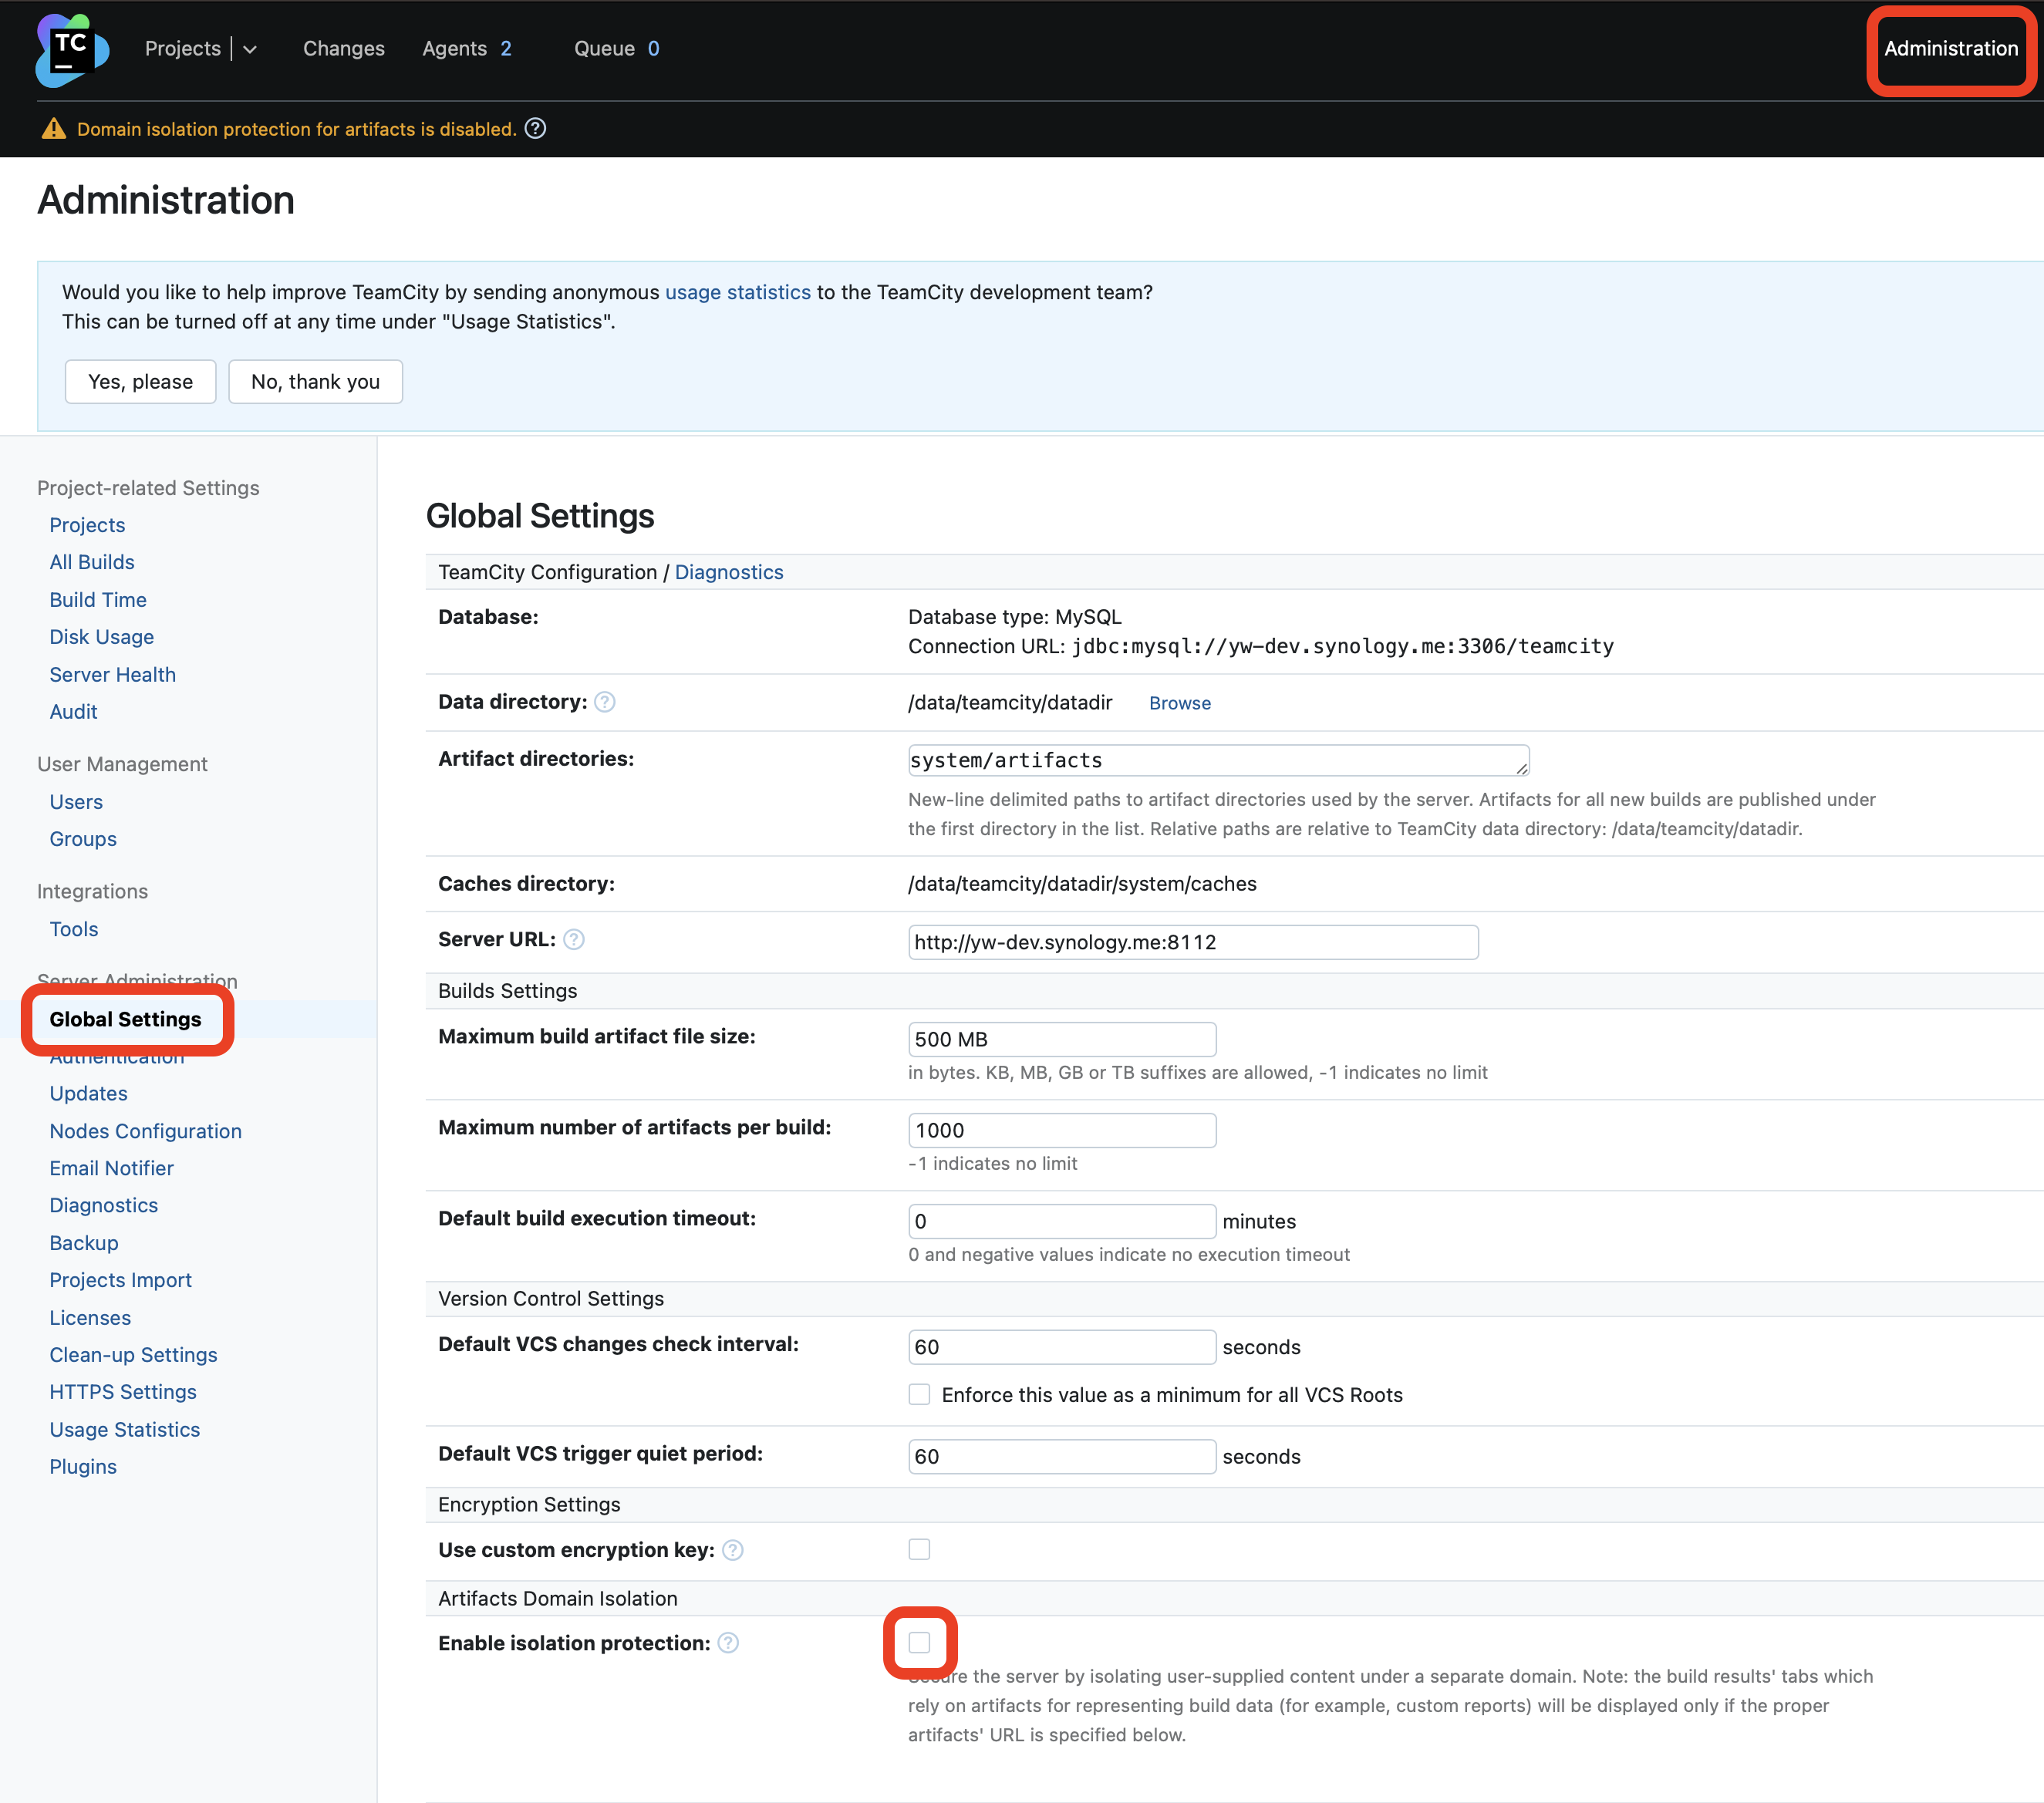 TC
Projects
Changes
Agents 2
Queue 0
Administration
Domain isolation protection for artifacts is disabled.
Administration
Would you like to help improve TeamCity by sending anonymous usage statistics to the TeamCity development team?
This can be turned off at any time under "Usage Statistics".
Yes, please
No, thank you
Project-related Settings
Projects
All Builds
Build Time
Disk Usage
Server Health
Audit
User Management
Users
Groups
Integrations
Tools
Server Administration
Global Settings
Authentication
Updates
Nodes Configuration
Email Notifier
Diagnostics
Backup
Projects Import
Licenses
Clean-up Settings
HTTPS Settings
Usage Statistics
Plugins
Global Settings
TeamCity Configuration / Diagnostics
Database:
Database type: MySQL
Connection URL: jdbc:mysql://yw-dev.synology.me:3306/teamcity
Data directory: ?
/data/teamcity/datadir
Browse
Artifact directories:
system/artifacts
New-line delimited paths to artifact directories used by the server. Artifacts for all new builds are published under
the first directory in the list. Relative paths are relative to TeamCity data directory: /data/teamcity/datadir.
Caches directory:
/data/teamcity/datadir/system/caches
Server URL: ?
http://yw-dev.synology.me:8112
Builds Settings
Maximum build artifact file size:
500 MB
in bytes. KB, MB, GB or TB suffixes are allowed, -1 indicates no limit
Maximum number of artifacts per build:
1000
-1 indicates no limit
Default build execution timeout:
0 minutes
0 and negative values indicate no execution timeout
Version Control Settings
Default VCS changes check interval:
60 seconds
Enforce this value as a minimum for all VCS Roots
Default VCS trigger quiet period:
60 seconds
Encryption Settings
Use custom encryption key: ?
Artifacts Domain Isolation
Enable isolation protection: ?
Secure the server by isolating user-supplied content under a separate domain. Note: the build results' tabs which
rely on artifacts for representing build data (for example, custom reports) will be displayed only if the proper
artifacts' URL is specified below.